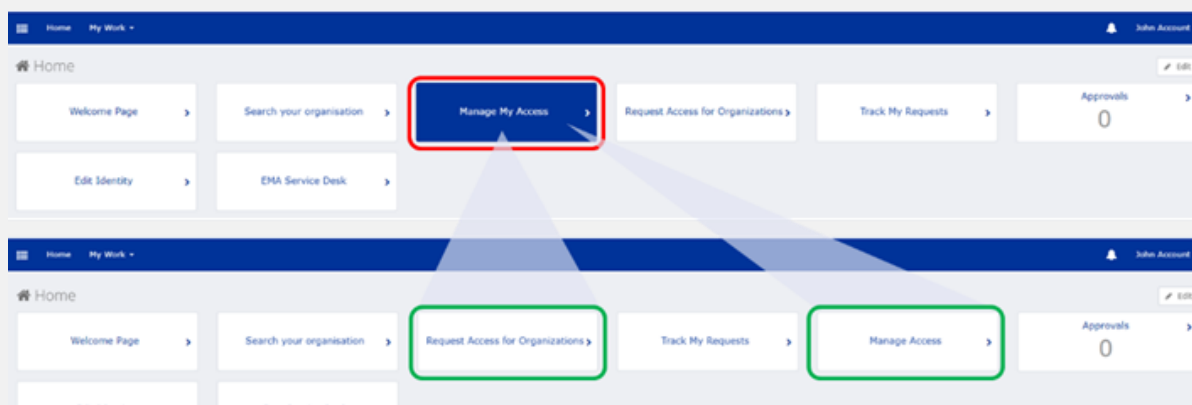 Home My Work
John Account
Home
Edit
Welcome Page
Search your organisation
Manage My Access
Request Access for Organizations
Track My Requests
Approvals
0
Edit Identity
EMA Service Desk
Home My Work
John Account
Home
Edit
Welcome Page
Search your organisation
Request Access for Organizations
Track My Requests
Manage Access
Approvals
0